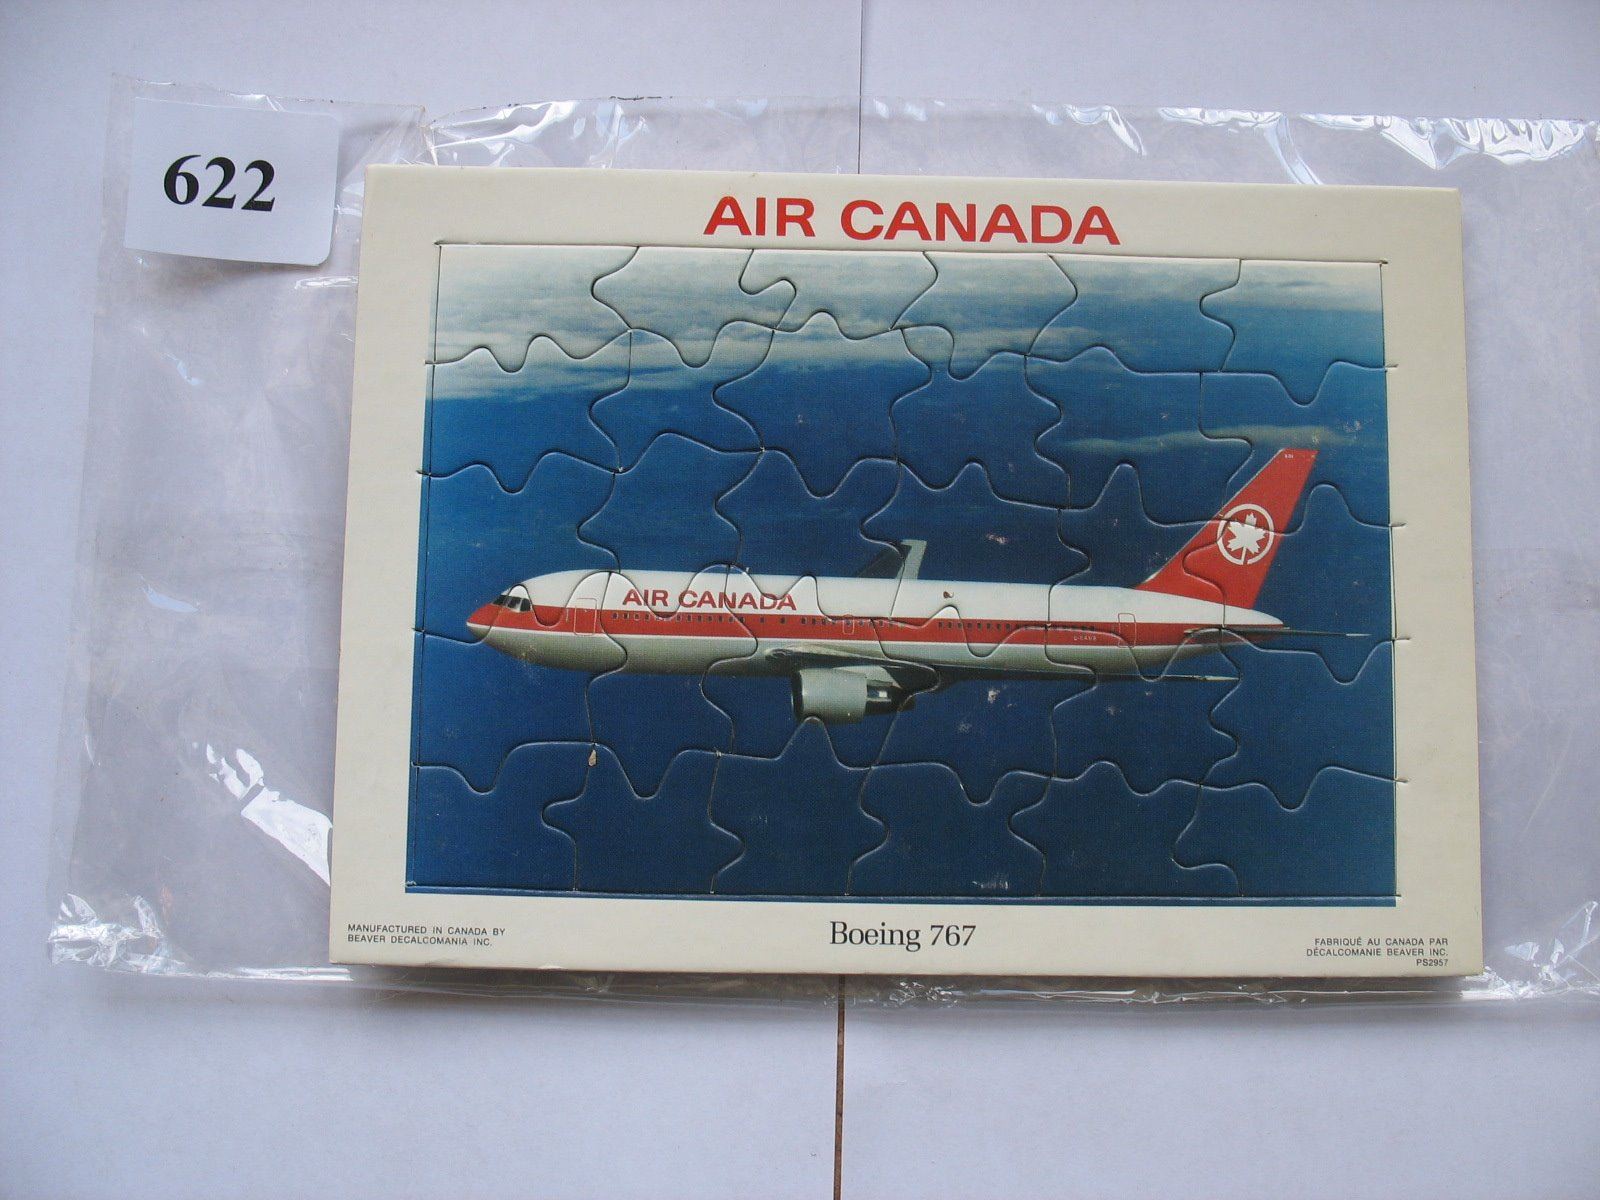 622
AIR CANADA
AIR CANADA
Boeing 767
MANUFACTURED IN CANADA BY
BEAVER DECALCOMANIA INC.
FABRIQUÉ AU CANADA PAR
DÉCALCOMANIE BEAVER INC.
PS2957